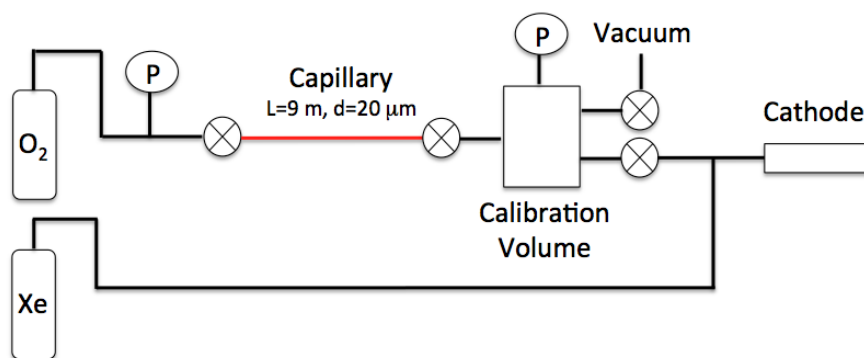 P
Vacuum
P
Capillary
L=9 m, d=20 μm
Cathode
O₂
Calibration
Volume
Xe